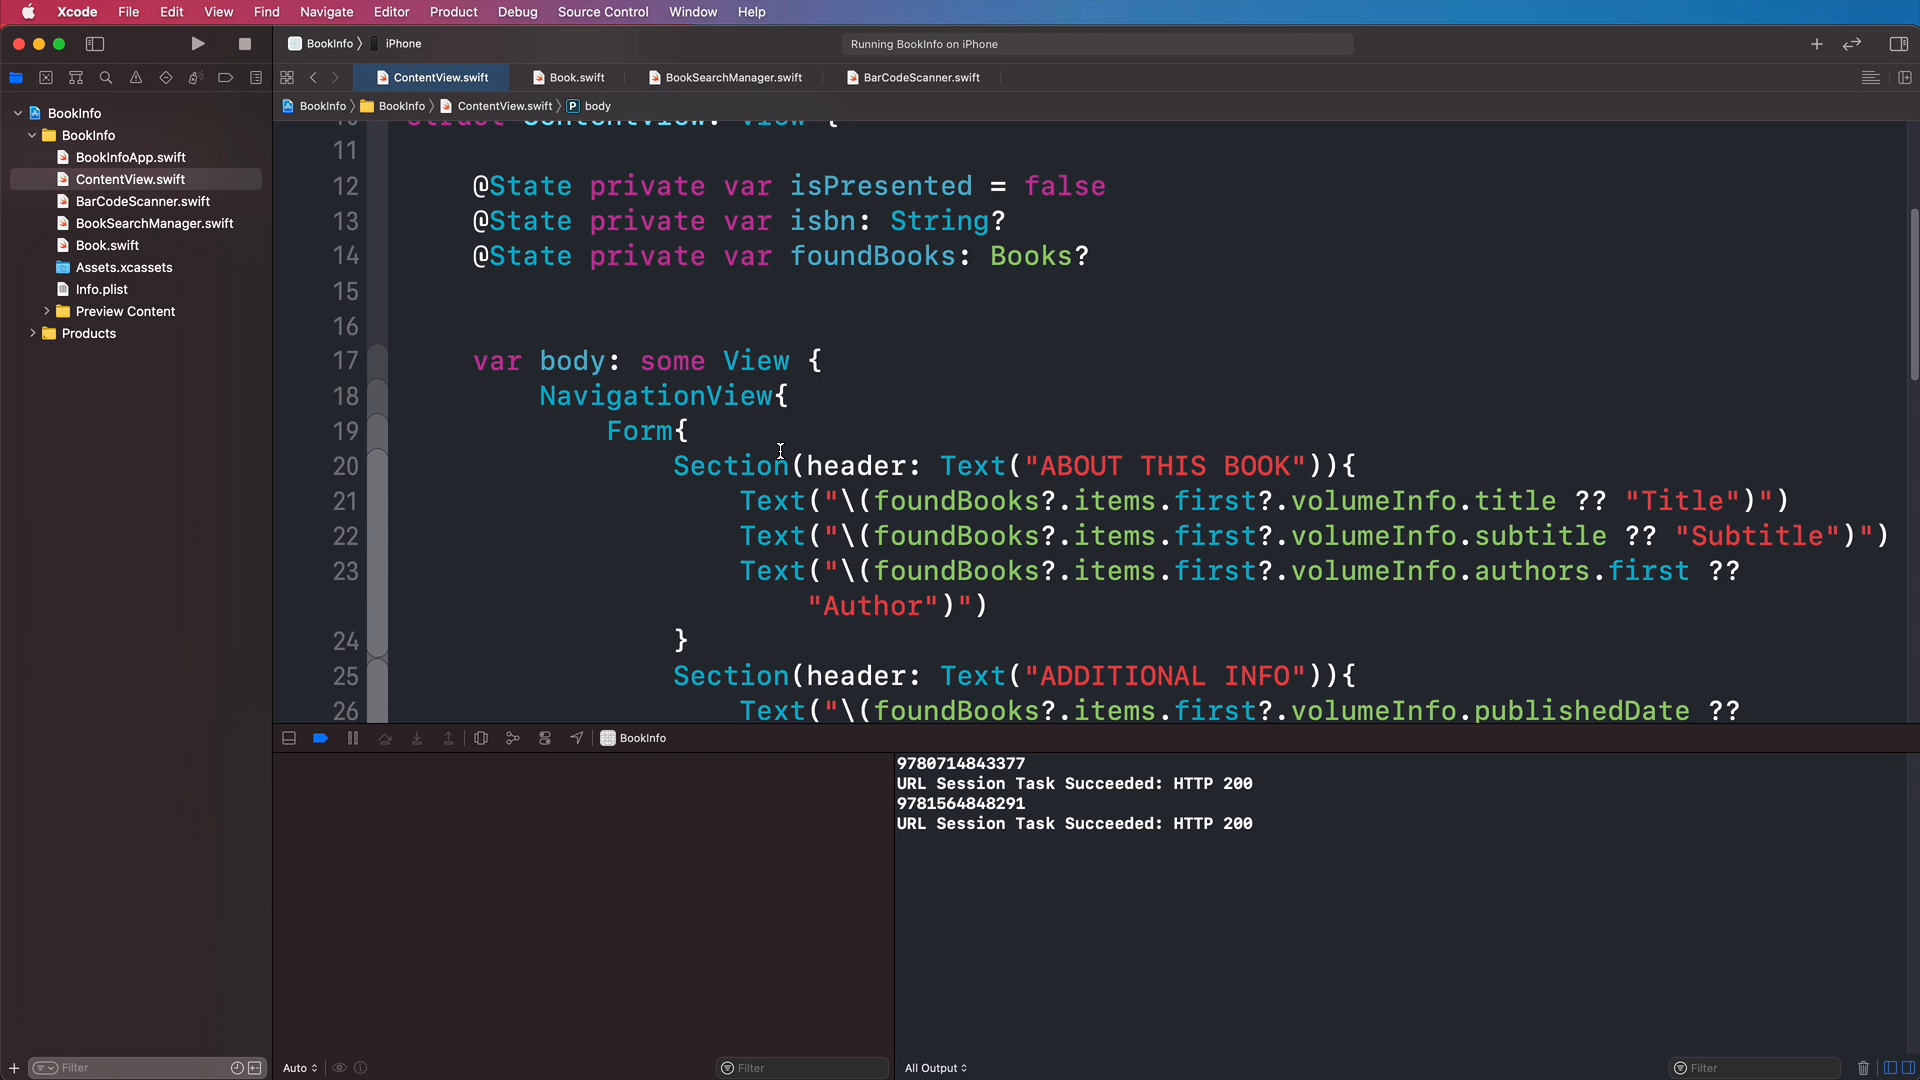 Xcode File Edit View Find Navigate Editor Product Debug Source Control Window Help
BookInfo iPhone
Running BookInfo on iPhone
ContentView.swift Book.swift BookSearchManager.swift BarCodeScanner.swift
BookInfo BookInfo ContentView.swift P body
BookInfo
BookInfo
BookInfoApp.swift
ContentView.swift
BarCodeScanner.swift
BookSearchManager.swift
Book.swift
Assets.xcassets
Info.plist
Preview Content
Products
10 struct ContentView: View {
11
12 @State private var isPresented = false
13 @State private var isbn: String?
14 @State private var foundBooks: Books?
15
16
17 var body: some View {
18 NavigationView{
19 Form{
20 Section(header: Text("ABOUT THIS BOOK")){
21 Text("\(foundBooks?.items.first?.volumeInfo.title ?? "Title")")
22 Text("\(foundBooks?.items.first?.volumeInfo.subtitle ?? "Subtitle")")
23 Text("\(foundBooks?.items.first?.volumeInfo.authors.first ??
"Author")")
24 }
25 Section(header: Text("ADDITIONAL INFO")){
26 Text("\(foundBooks?.items.first?.volumeInfo.publishedDate ??
BookInfo
9780714843377
URL Session Task Succeeded: HTTP 200
9781564848291
URL Session Task Succeeded: HTTP 200
Filter
Auto
Filter
All Output
Filter